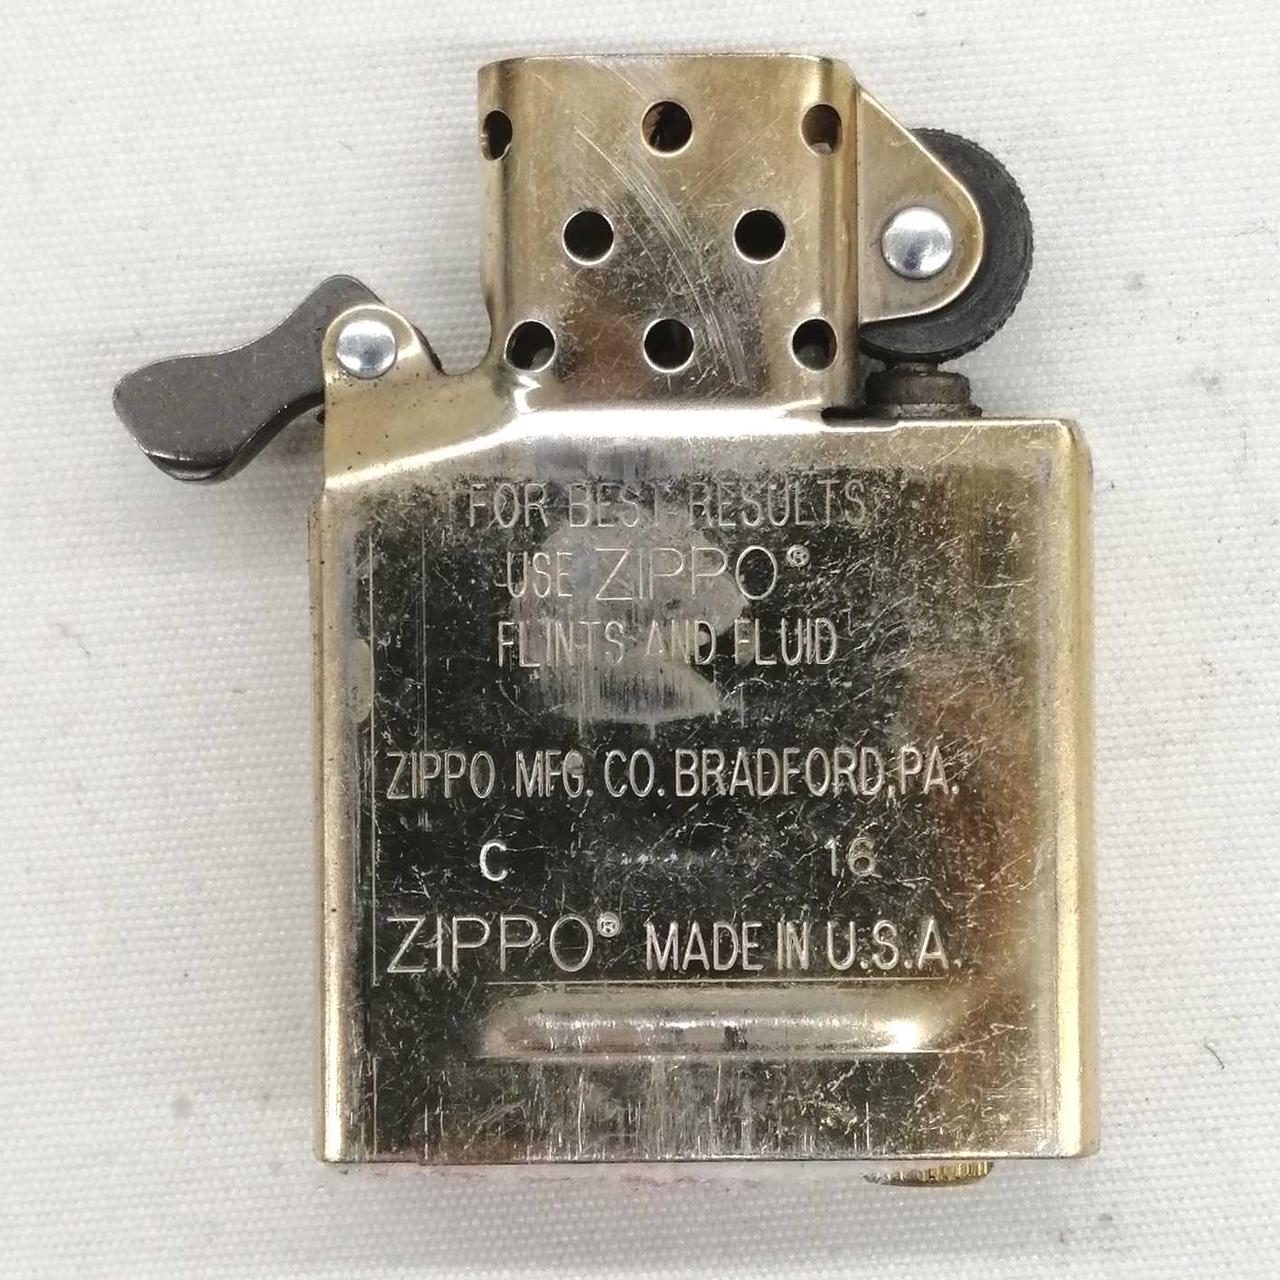 FOR BEST RESULTS
USE ZIPPO®
FLINTS AND FLUID
ZIPPO MFG. CO. BRADFORD, PA.
C 16
ZIPPO® MADE IN U.S.A.